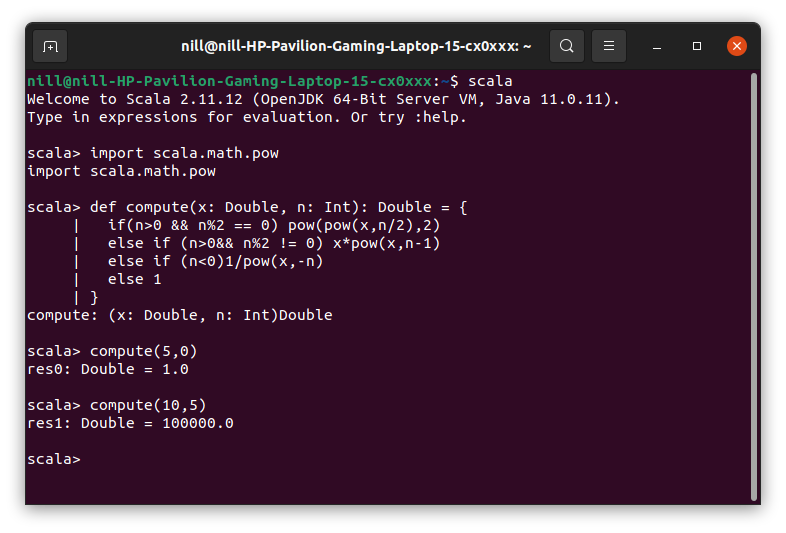 nill@nill-HP-Pavilion-Gaming-Laptop-15-cx0xxx: ~
nill@nill-HP-Pavilion-Gaming-Laptop-15-cx0xxx:~$ scala
Welcome to Scala 2.11.12 (OpenJDK 64-Bit Server VM, Java 11.0.11).
Type in expressions for evaluation. Or try :help.
scala> import scala.math.pow
import scala.math.pow
scala> def compute(x: Double, n: Int): Double = {
     |   if(n>0 && n%2 == 0) pow(pow(x,n/2),2)
     |   else if (n>0&& n%2 != 0) x*pow(x,n-1)
     |   else if (n<0)1/pow(x,-n)
     |   else 1
     | }
compute: (x: Double, n: Int)Double
scala> compute(5,0)
res0: Double = 1.0
scala> compute(10,5)
res1: Double = 100000.0
scala>